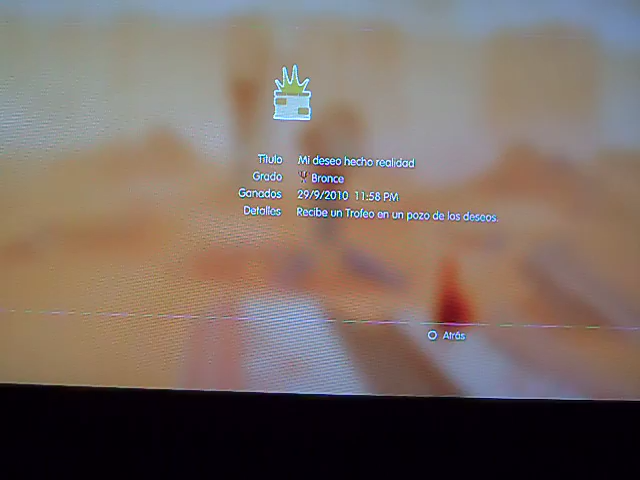 Título Mi deseo hecho realidad
Grado Bronce
Ganados 29/9/2010 11:58 PM
Detalles Recibe un Trofeo en un pozo de los deseos.
Atrás